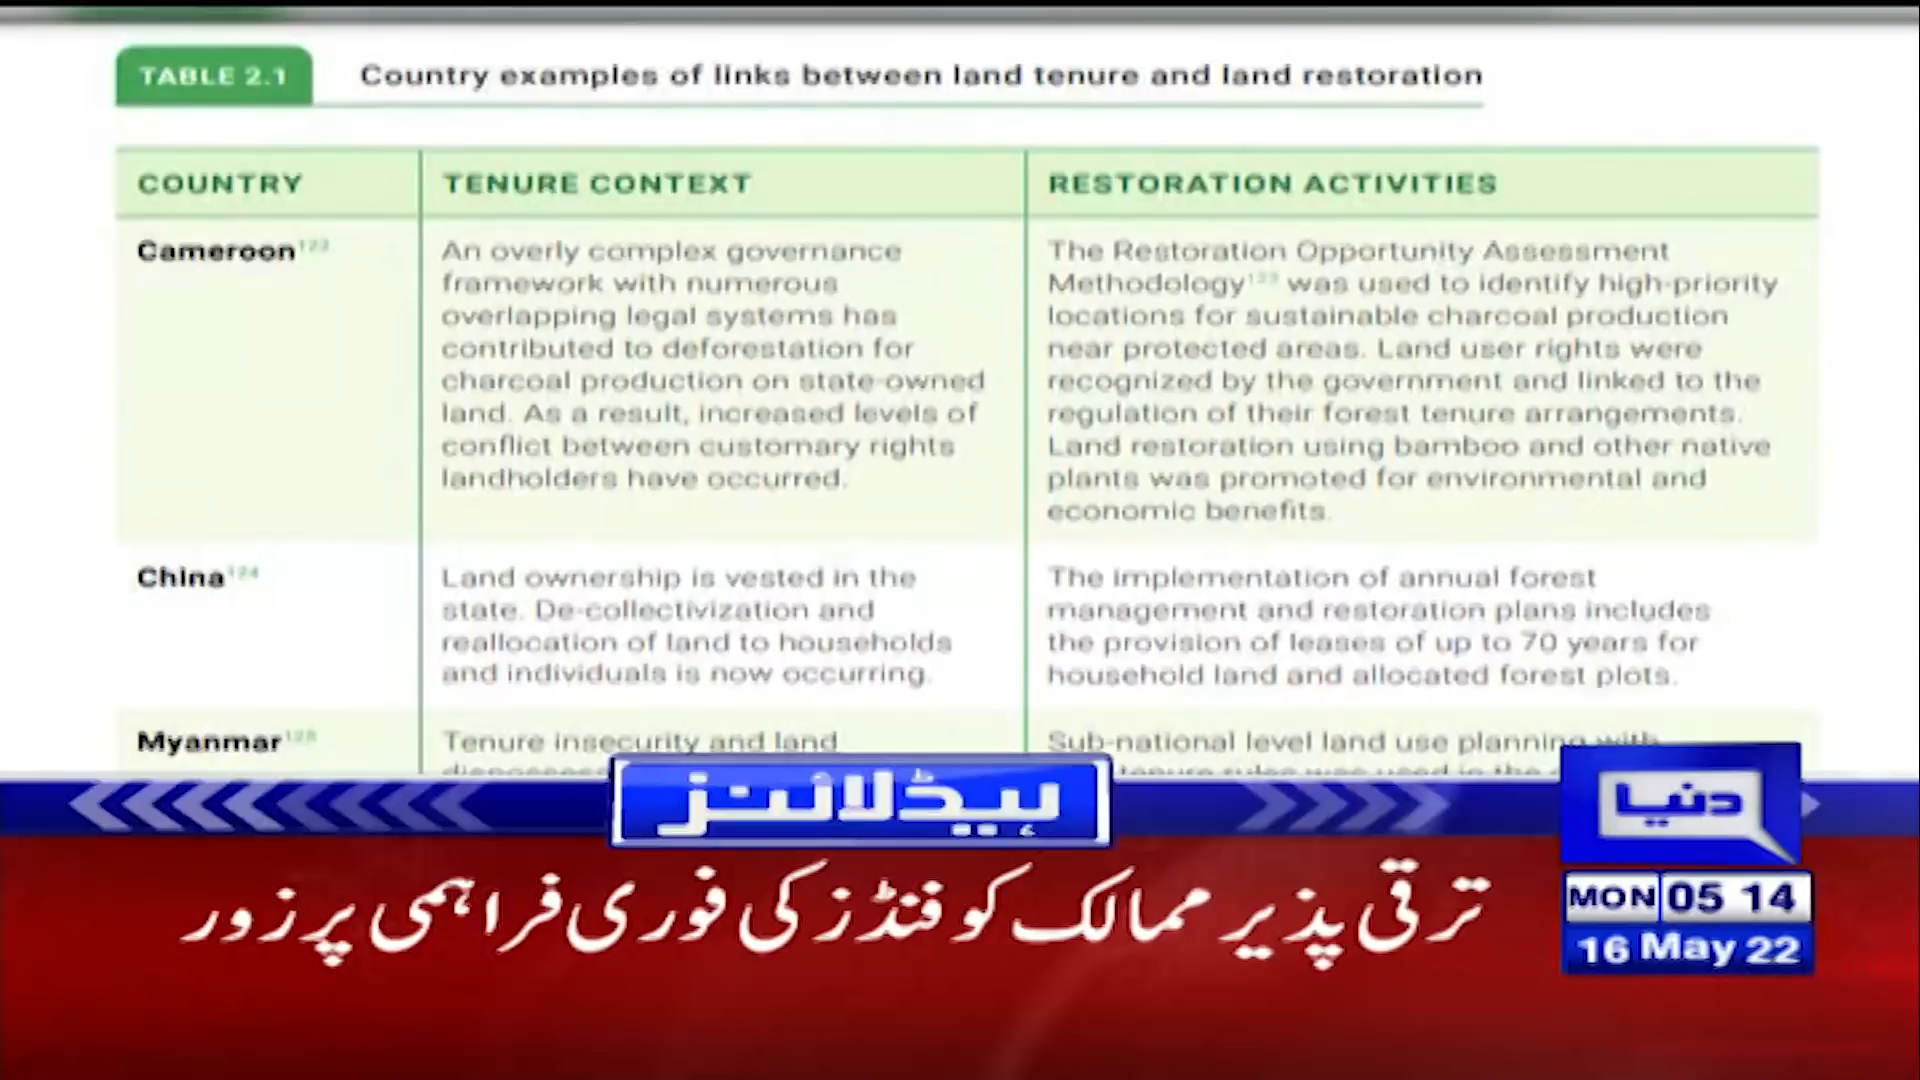 TABLE 2.1 Country examples of links between land tenure and land restoration
COUNTRY TENURE CONTEXT RESTORATION ACTIVITIES
Cameroon
An overly complex governance
framework with numerous
overlapping legal systems has
contributed to deforestation for
charcoal production on state-owned
land. As a result, increased levels of
conflict between customary rights
landholders have occurred.
The Restoration Opportunity Assessment
Methodology was used to identify high-priority
locations for sustainable charcoal production
near protected areas. Land user rights were
recognized by the government and linked to the
regulation of their forest tenure arrangements.
Land restoration using bamboo and other native
plants was promoted for environmental and
economic benefits.
China¹²⁴
Land ownership is vested in the
state. De-collectivization and
reallocation of land to households
and individuals is now occurring.
The implementation of annual forest
management and restoration plans includes
the provision of leases of up to 70 years for
household land and allocated forest plots.
Myanmar
Tenure insecurity and land
Sub-national level land use planning with
ہیڈلائنز
دنیا
ترقی پذیر ممالک کو فنڈز کی فوری فراہمی پر زور
MON 05 14
16 May 22